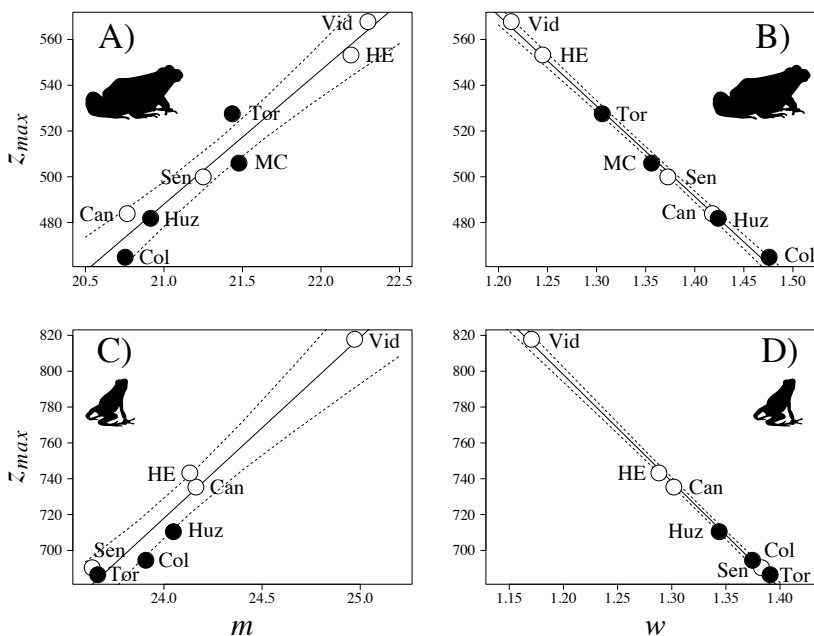 A)
z_max
560
540
520
500
480
Vid
HE
Tor
MC
Sen
Can
Huz
Col
20.5 21.0 21.5 22.0 22.5
B)
560
540
520
500
480
Vid
HE
Tor
MC
Sen
Can
Huz
Col
1.20 1.25 1.30 1.35 1.40 1.45 1.50
C)
z_max
820
800
780
760
740
720
700
Vid
HE
Can
Huz
Sen
Col
Tor
24.0 24.5 25.0
m
D)
820
800
780
760
740
720
700
Vid
HE
Can
Huz
Col
Sen
Tor
1.15 1.20 1.25 1.30 1.35 1.40
w